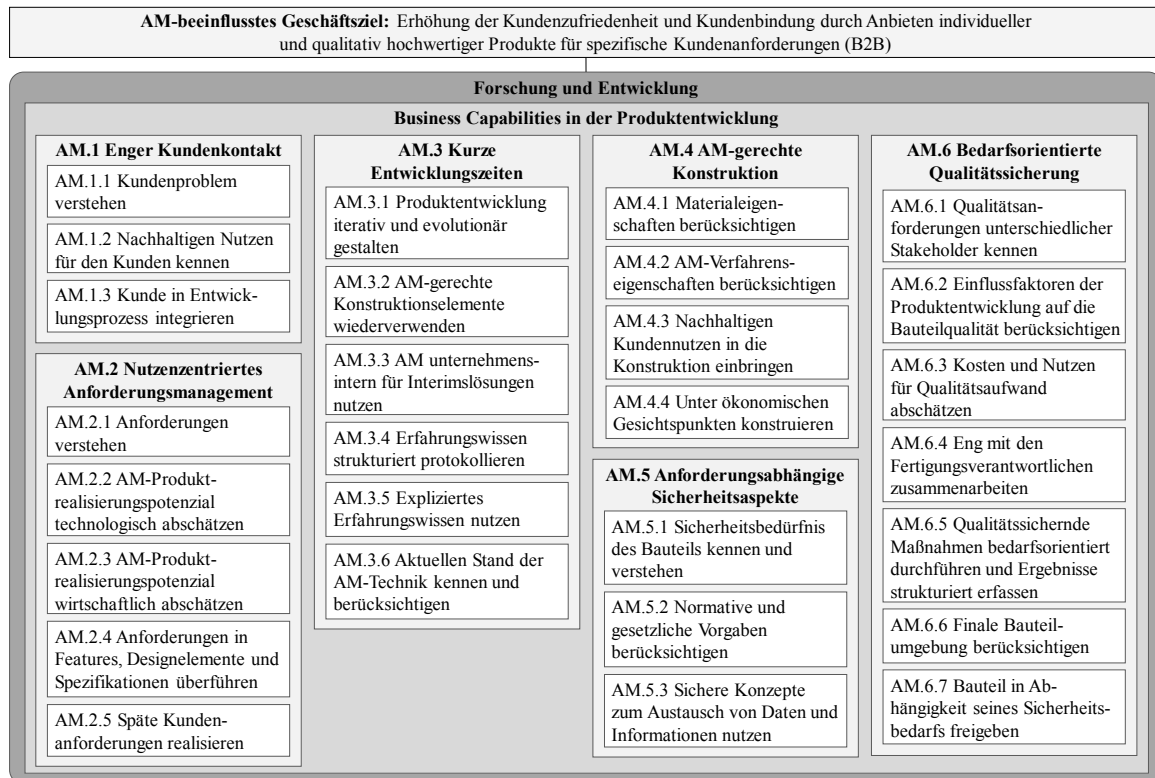 AM-beeinflusstes Geschäftsziel: Erhöhung der Kundenzufriedenheit und Kundenbindung durch Anbieten individueller
und qualitativ hochwertiger Produkte für spezifische Kundenanforderungen (B2B)
Forschung und Entwicklung
Business Capabilities in der Produktentwicklung
AM.1 Enger Kundenkontakt
AM.1.1 Kundenproblem
verstehen
AM.1.2 Nachhaltigen Nutzen
für den Kunden kennen
AM.1.3 Kunde in Entwick-
lungsprozess integrieren
AM.2 Nutzenzentriertes
Anforderungsmanagement
AM.2.1 Anforderungen
verstehen
AM.2.2 AM-Produkt-
realisierungspotenzial
technologisch abschätzen
AM.2.3 AM-Produkt-
realisierungspotenzial
wirtschaftlich abschätzen
AM.2.4 Anforderungen in
Features, Designelemente und
Spezifikationen überführen
AM.2.5 Späte Kunden-
anforderungen realisieren
AM.3 Kurze
Entwicklungszeiten
AM.3.1 Produktentwicklung
iterativ und evolutionär
gestalten
AM.3.2 AM-gerechte
Konstruktionselemente
wiederverwenden
AM.3.3 AM unternehmens-
intern für Interimslösungen
nutzen
AM.3.4 Erfahrungswissen
strukturiert protokollieren
AM.3.5 Expliziertes
Erfahrungswissen nutzen
AM.3.6 Aktuellen Stand der
AM-Technik kennen und
berücksichtigen
AM.4 AM-gerechte
Konstruktion
AM.4.1 Materialeigen-
schaften berücksichtigen
AM.4.2 AM-Verfahrens-
eigenschaften berücksichtigen
AM.4.3 Nachhaltigen
Kundennutzen in die
Konstruktion einbringen
AM.4.4 Unter ökonomischen
Gesichtspunkten konstruieren
AM.5 Anforderungsabhängige
Sicherheitsaspekte
AM.5.1 Sicherheitsbedürfnis
des Bauteils kennen und
verstehen
AM.5.2 Normative und
gesetzliche Vorgaben
berücksichtigen
AM.5.3 Sichere Konzepte
zum Austausch von Daten und
Informationen nutzen
AM.6 Bedarfsorientierte
Qualitätssicherung
AM.6.1 Qualitätsan-
forderungen unterschiedlicher
Stakeholder kennen
AM.6.2 Einflussfaktoren der
Produktentwicklung auf die
Bauteilqualität berücksichtigen
AM.6.3 Kosten und Nutzen
für Qualitätsaufwand
abschätzen
AM.6.4 Eng mit den
Fertigungsverantwortlichen
zusammenarbeiten
AM.6.5 Qualitätssichernde
Maßnahmen bedarfsorientiert
durchführen und Ergebnisse
strukturiert erfassen
AM.6.6 Finale Bauteil-
umgebung berücksichtigen
AM.6.7 Bauteil in Ab-
hängigkeit seines Sicherheits-
bedarfs freigeben